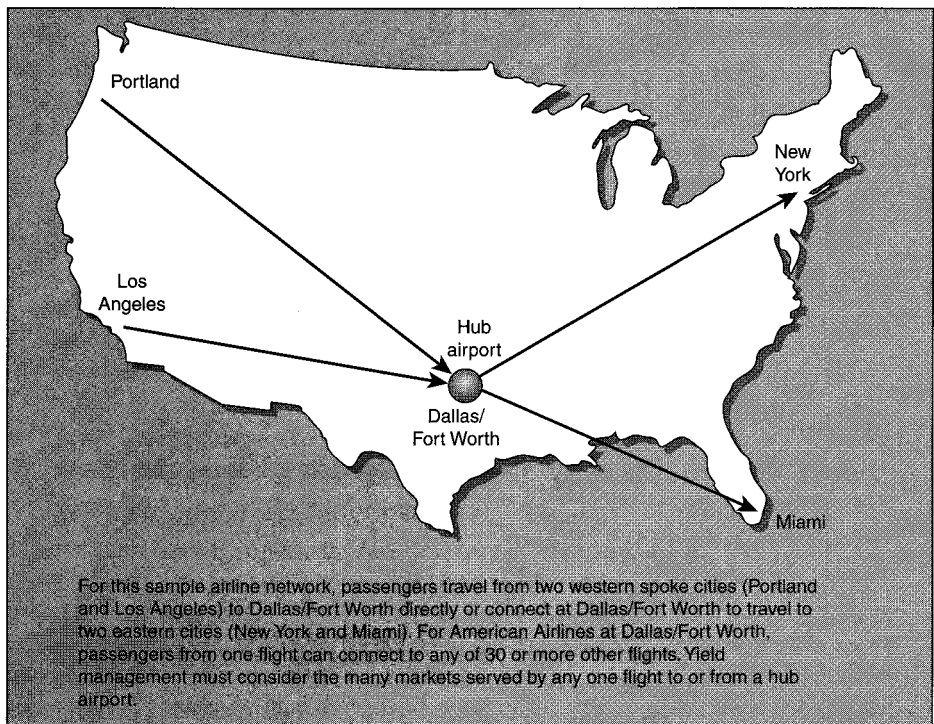 Portland
New
York
Los
Angeles
Hub
airport
Dallas/
Fort Worth
Miami
For this sample airline network, passengers travel from two western spoke cities (Portland
and Los Angeles) to Dallas/Fort Worth directly or connect at Dallas/Fort Worth to travel to
two eastern cities (New York and Miami). For American Airlines at Dallas/Fort Worth,
passengers from one flight can connect to any of 30 or more other flights. Yield
management must consider the many markets served by any one flight to or from a hub
airport.